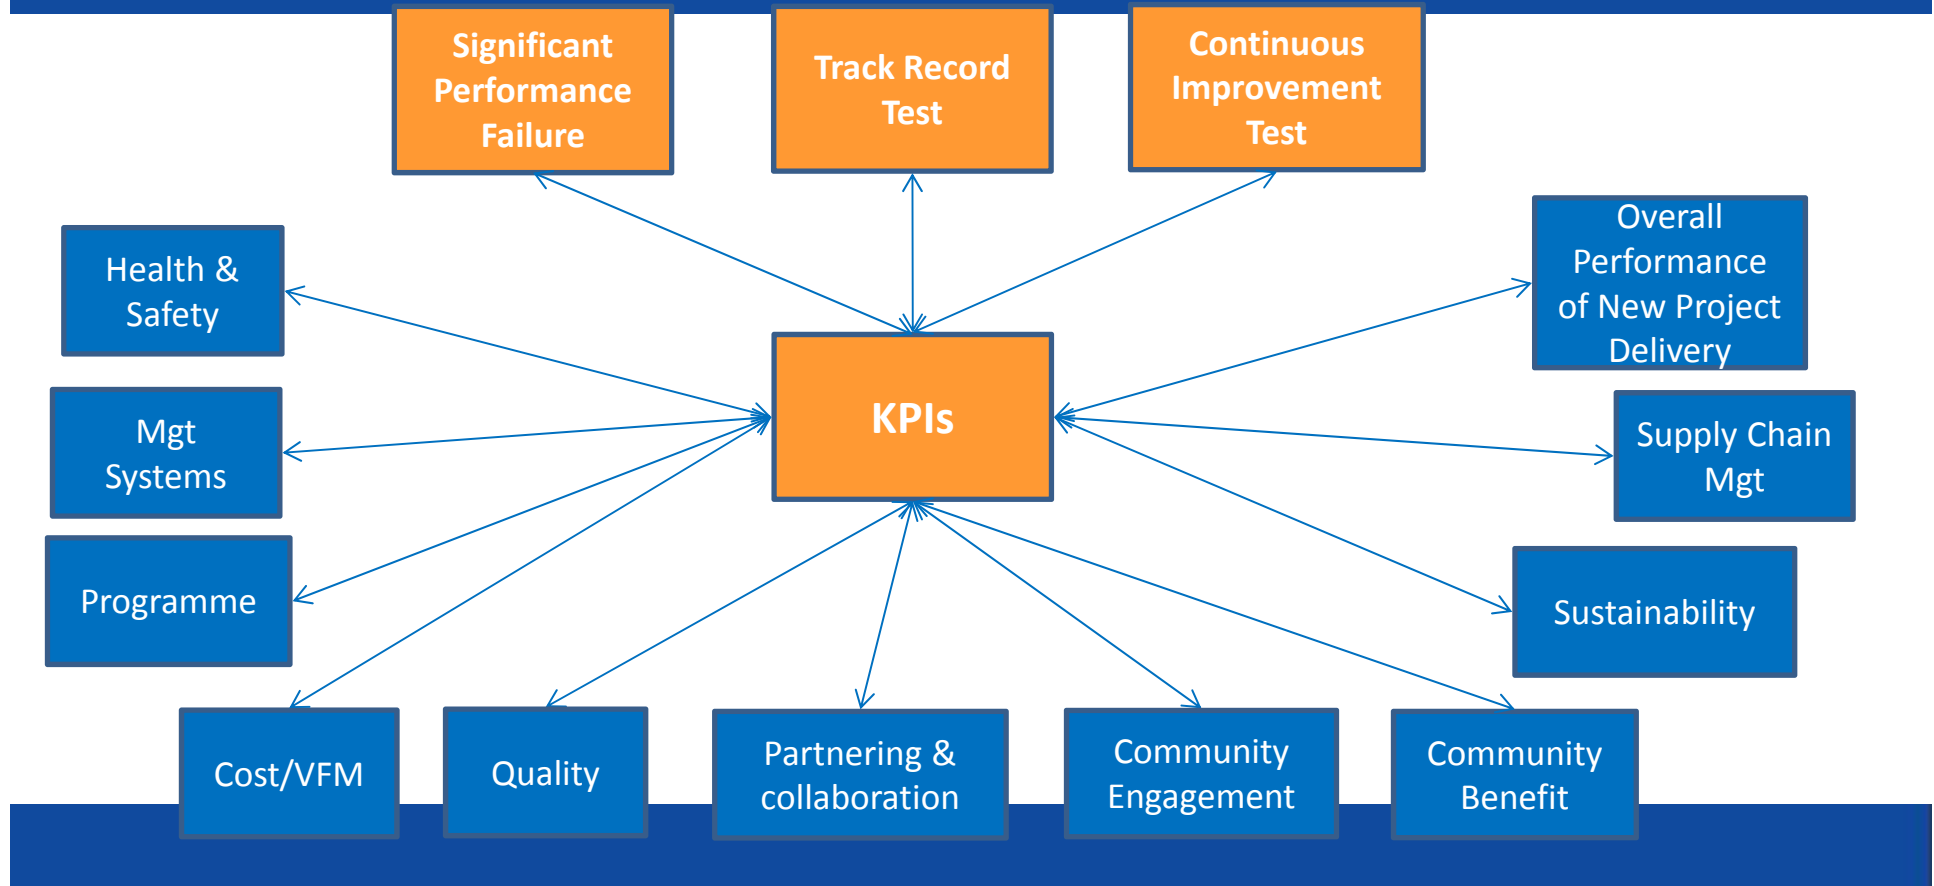 Significant
Performance
Failure
Track Record
Test
Continuous
Improvement
Test
Health &
Safety
Overall
Performance
of New Project
Delivery
Mgt
Systems
KPIs
Supply Chain
Mgt
Programme
Sustainability
Cost/VFM
Quality
Partnering &
collaboration
Community
Engagement
Community
Benefit